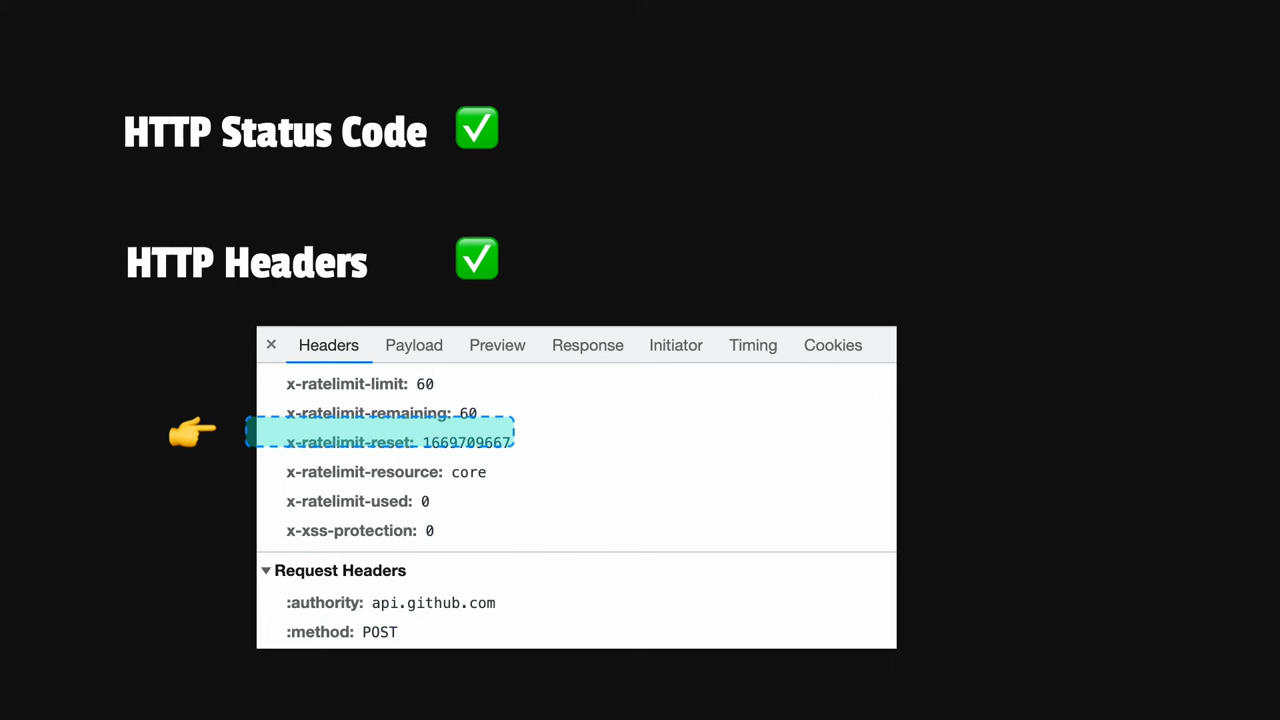 HTTP Status Code ✅
HTTP Headers ✅
× Headers Payload Preview Response Initiator Timing Cookies
x-ratelimit-limit: 60
x-ratelimit-remaining: 60
x-ratelimit-reset: 1669709667
x-ratelimit-resource: core
x-ratelimit-used: 0
x-xss-protection: 0
Request Headers
:authority: api.github.com
:method: POST